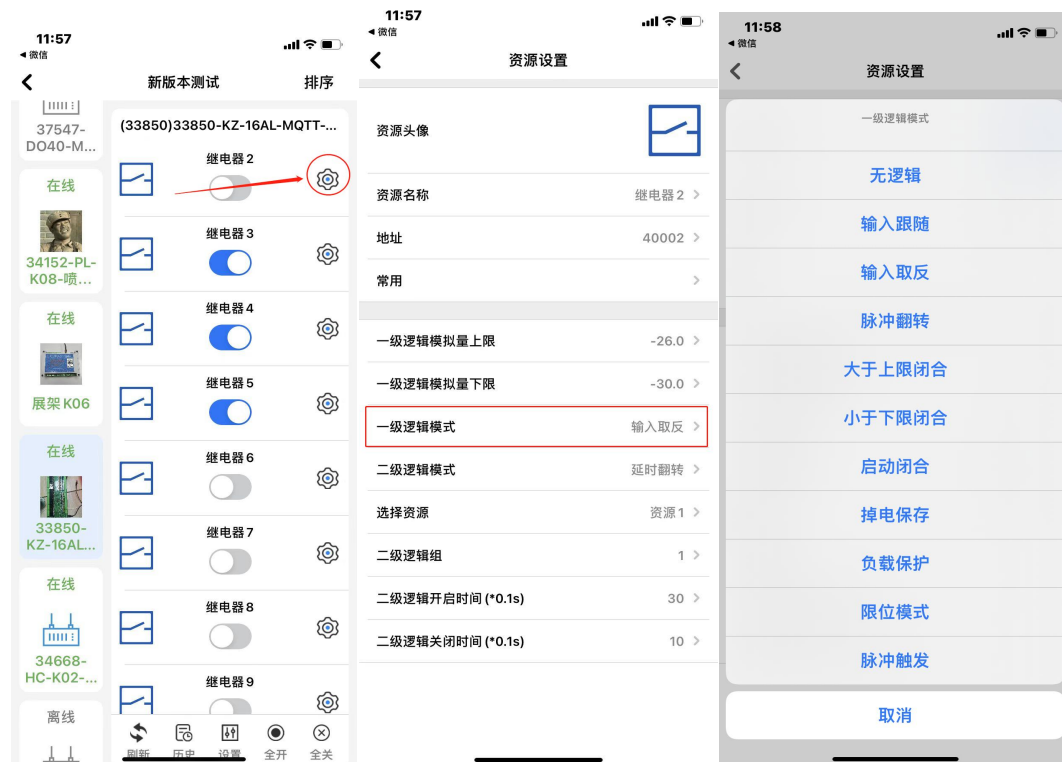 11:57
微信
新版本测试
排序
37547-
DO40-M...
在线
34152-PL-
K08-喷...
在线
展架K06
在线
33850-
KZ-16AL...
在线
34668-
HC-K02-...
离线
(33850)33850-KZ-16AL-MQTT-...
继电器2
继电器3
继电器4
继电器5
继电器6
继电器7
继电器8
继电器9
刷新
历史
设置
全开
全关
11:57
微信
资源设置
资源头像
资源名称 继电器2
地址 40002
常用
一级逻辑模拟量上限 -26.0
一级逻辑模拟量下限 -30.0
一级逻辑模式 输入取反
二级逻辑模式 延时翻转
选择资源 资源1
二级逻辑组 1
二级逻辑开启时间(*0.1s) 30
二级逻辑关闭时间(*0.1s) 10
11:58
微信
资源设置
一级逻辑模式
无逻辑
输入跟随
输入取反
脉冲翻转
大于上限闭合
小于下限闭合
启动闭合
掉电保存
负载保护
限位模式
脉冲触发
取消